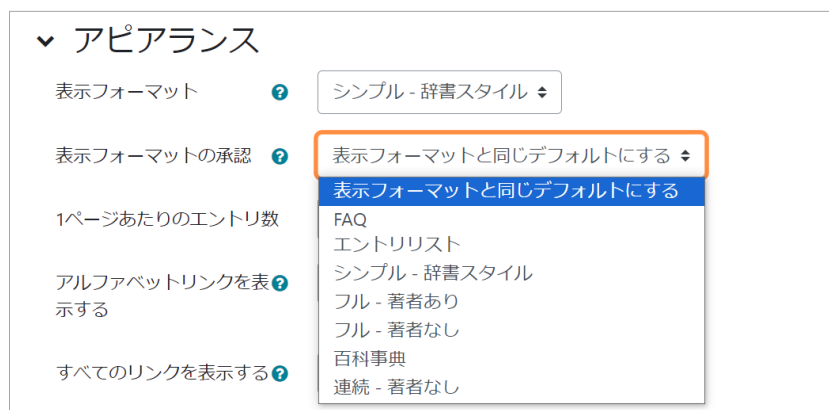 アピアランス
表示フォーマット
シンプル - 辞書スタイル
表示フォーマットの承認
表示フォーマットと同じデフォルトにする
表示フォーマットと同じデフォルトにする
FAQ
エントリリスト
シンプル - 辞書スタイル
フル - 著者あり
フル - 著者なし
百科事典
連続 - 著者なし
1ページあたりのエントリ数
アルファベットリンクを表
示する
すべてのリンクを表示する